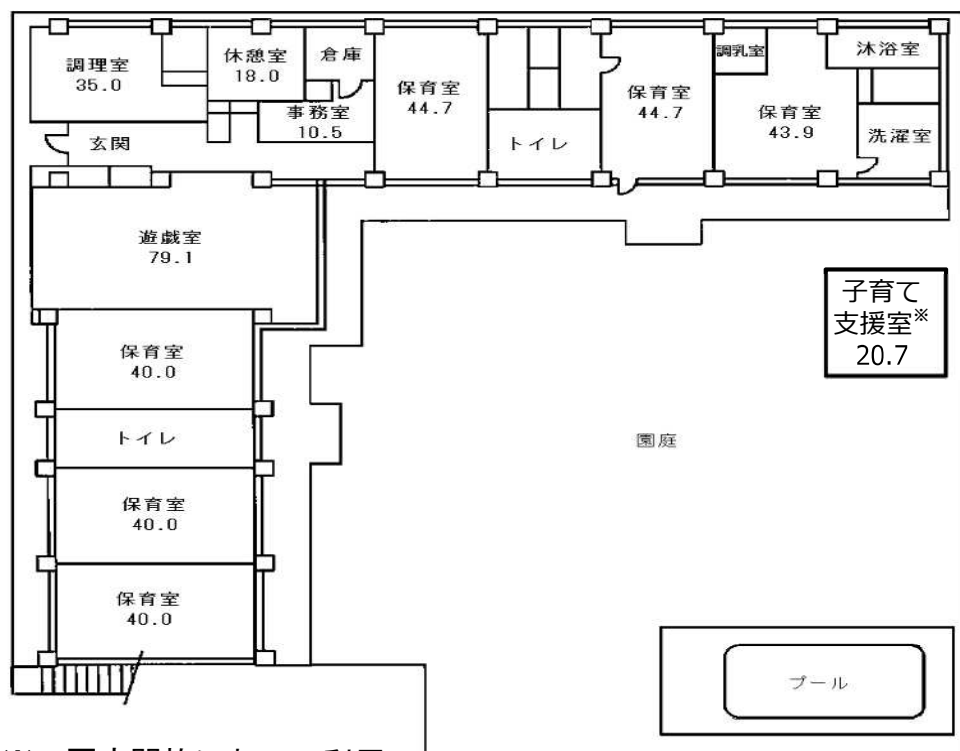 調理室
35.0
休憩室
18.0
倉庫
事務室
10.5
保育室
44.7
トイレ
保育室
44.7
調乳室
保育室
43.9
沐浴室
洗濯室
玄関
遊戯室
79.1
子育て
支援室※
20.7
保育室
40.0
トイレ
園庭
保育室
40.0
保育室
40.0
プール